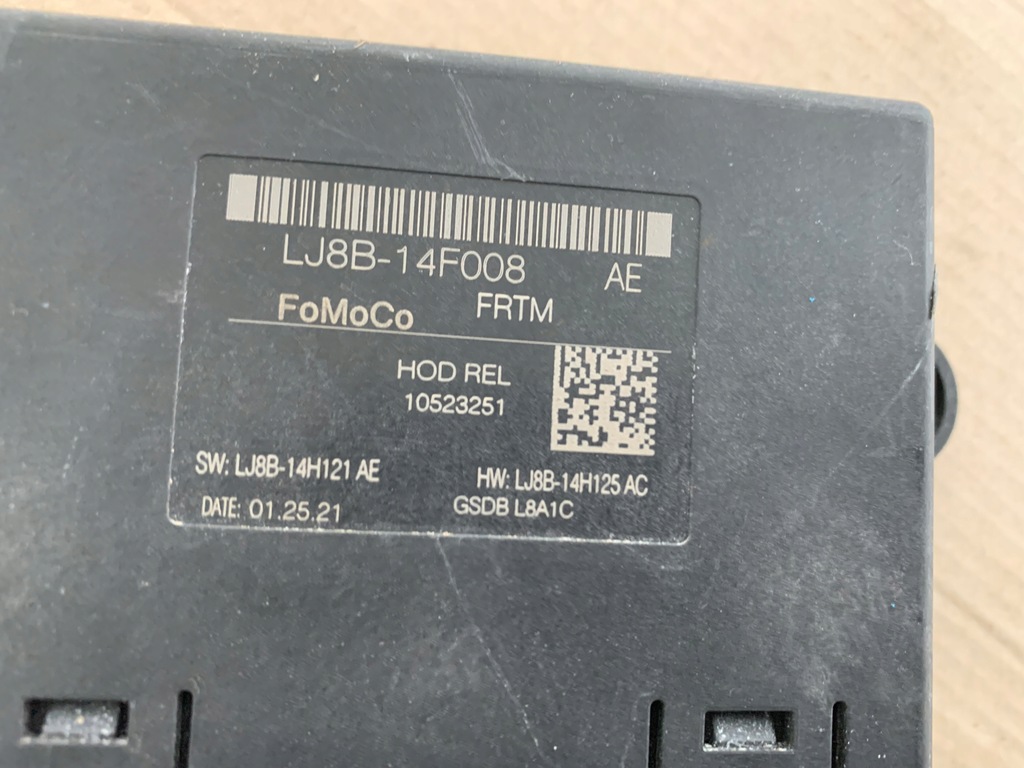 LJ8B-14F008 AE
FoMoCo FRTM
HOD REL
10523251
SW: LJ8B-14H121 AE HW: LJ8B-14H125 AC
DATE: 01.25.21 GSDB L8A1C